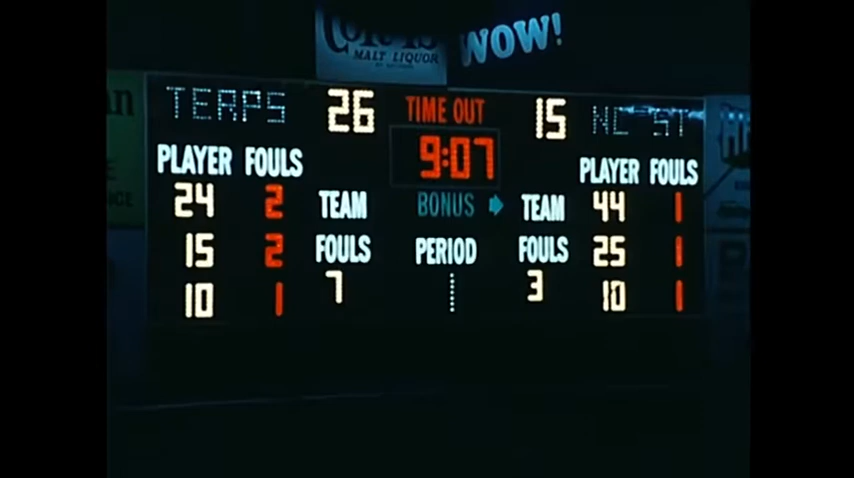 MALT LIQUOR
WOW!
TERPS 26 TIME OUT 15 NC ST
9:07
PLAYER FOULS PLAYER FOULS
24 2 TEAM BONUS TEAM 44 1
15 2 FOULS PERIOD FOULS 25 1
10 1 7 1 3 10 1